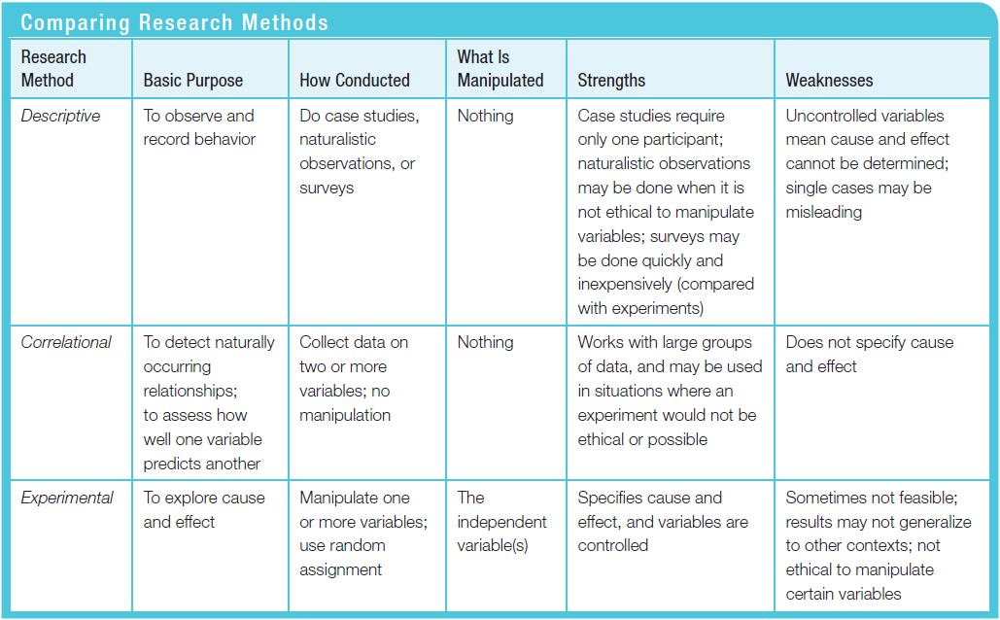 Comparing Research Methods
Research
Method
Basic Purpose
How Conducted
What Is
Manipulated
Strengths
Weaknesses
Descriptive
To observe and
record behavior
Do case studies,
naturalistic
observations, or
surveys
Nothing
Case studies require
only one participant;
naturalistic observations
may be done when it is
not ethical to manipulate
variables; surveys may
be done quickly and
inexpensively (compared
with experiments)
Uncontrolled variables
mean cause and effect
cannot be determined;
single cases may be
misleading
Correlational
To detect naturally
occurring
relationships;
to assess how
well one variable
predicts another
Collect data on
two or more
variables; no
manipulation
Nothing
Works with large groups
of data, and may be used
in situations where an
experiment would not be
ethical or possible
Does not specify cause
and effect
Experimental
To explore cause
and effect
Manipulate one
or more variables;
use random
assignment
The
independent
variable(s)
Specifies cause and
effect, and variables are
controlled
Sometimes not feasible;
results may not generalize
to other contexts; not
ethical to manipulate
certain variables